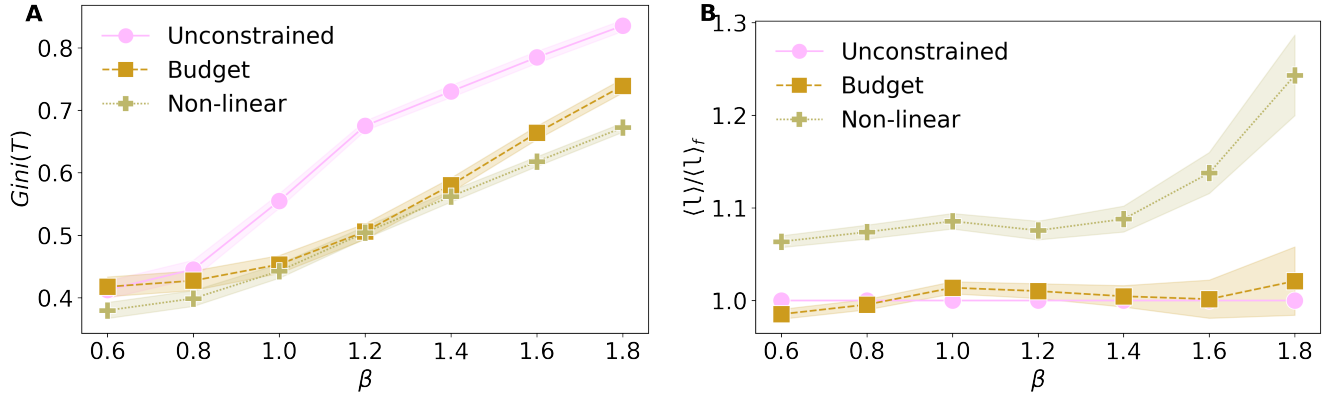 A
Gini(T)
0.8
0.7
0.6
0.5
0.4
Unconstrained
Budget
Non-linear
0.6 0.8 1.0 1.2 1.4 1.6 1.8
β
B
⟨l⟩/⟨l⟩f
1.3
1.2
1.1
1.0
Unconstrained
Budget
Non-linear
0.6 0.8 1.0 1.2 1.4 1.6 1.8
β